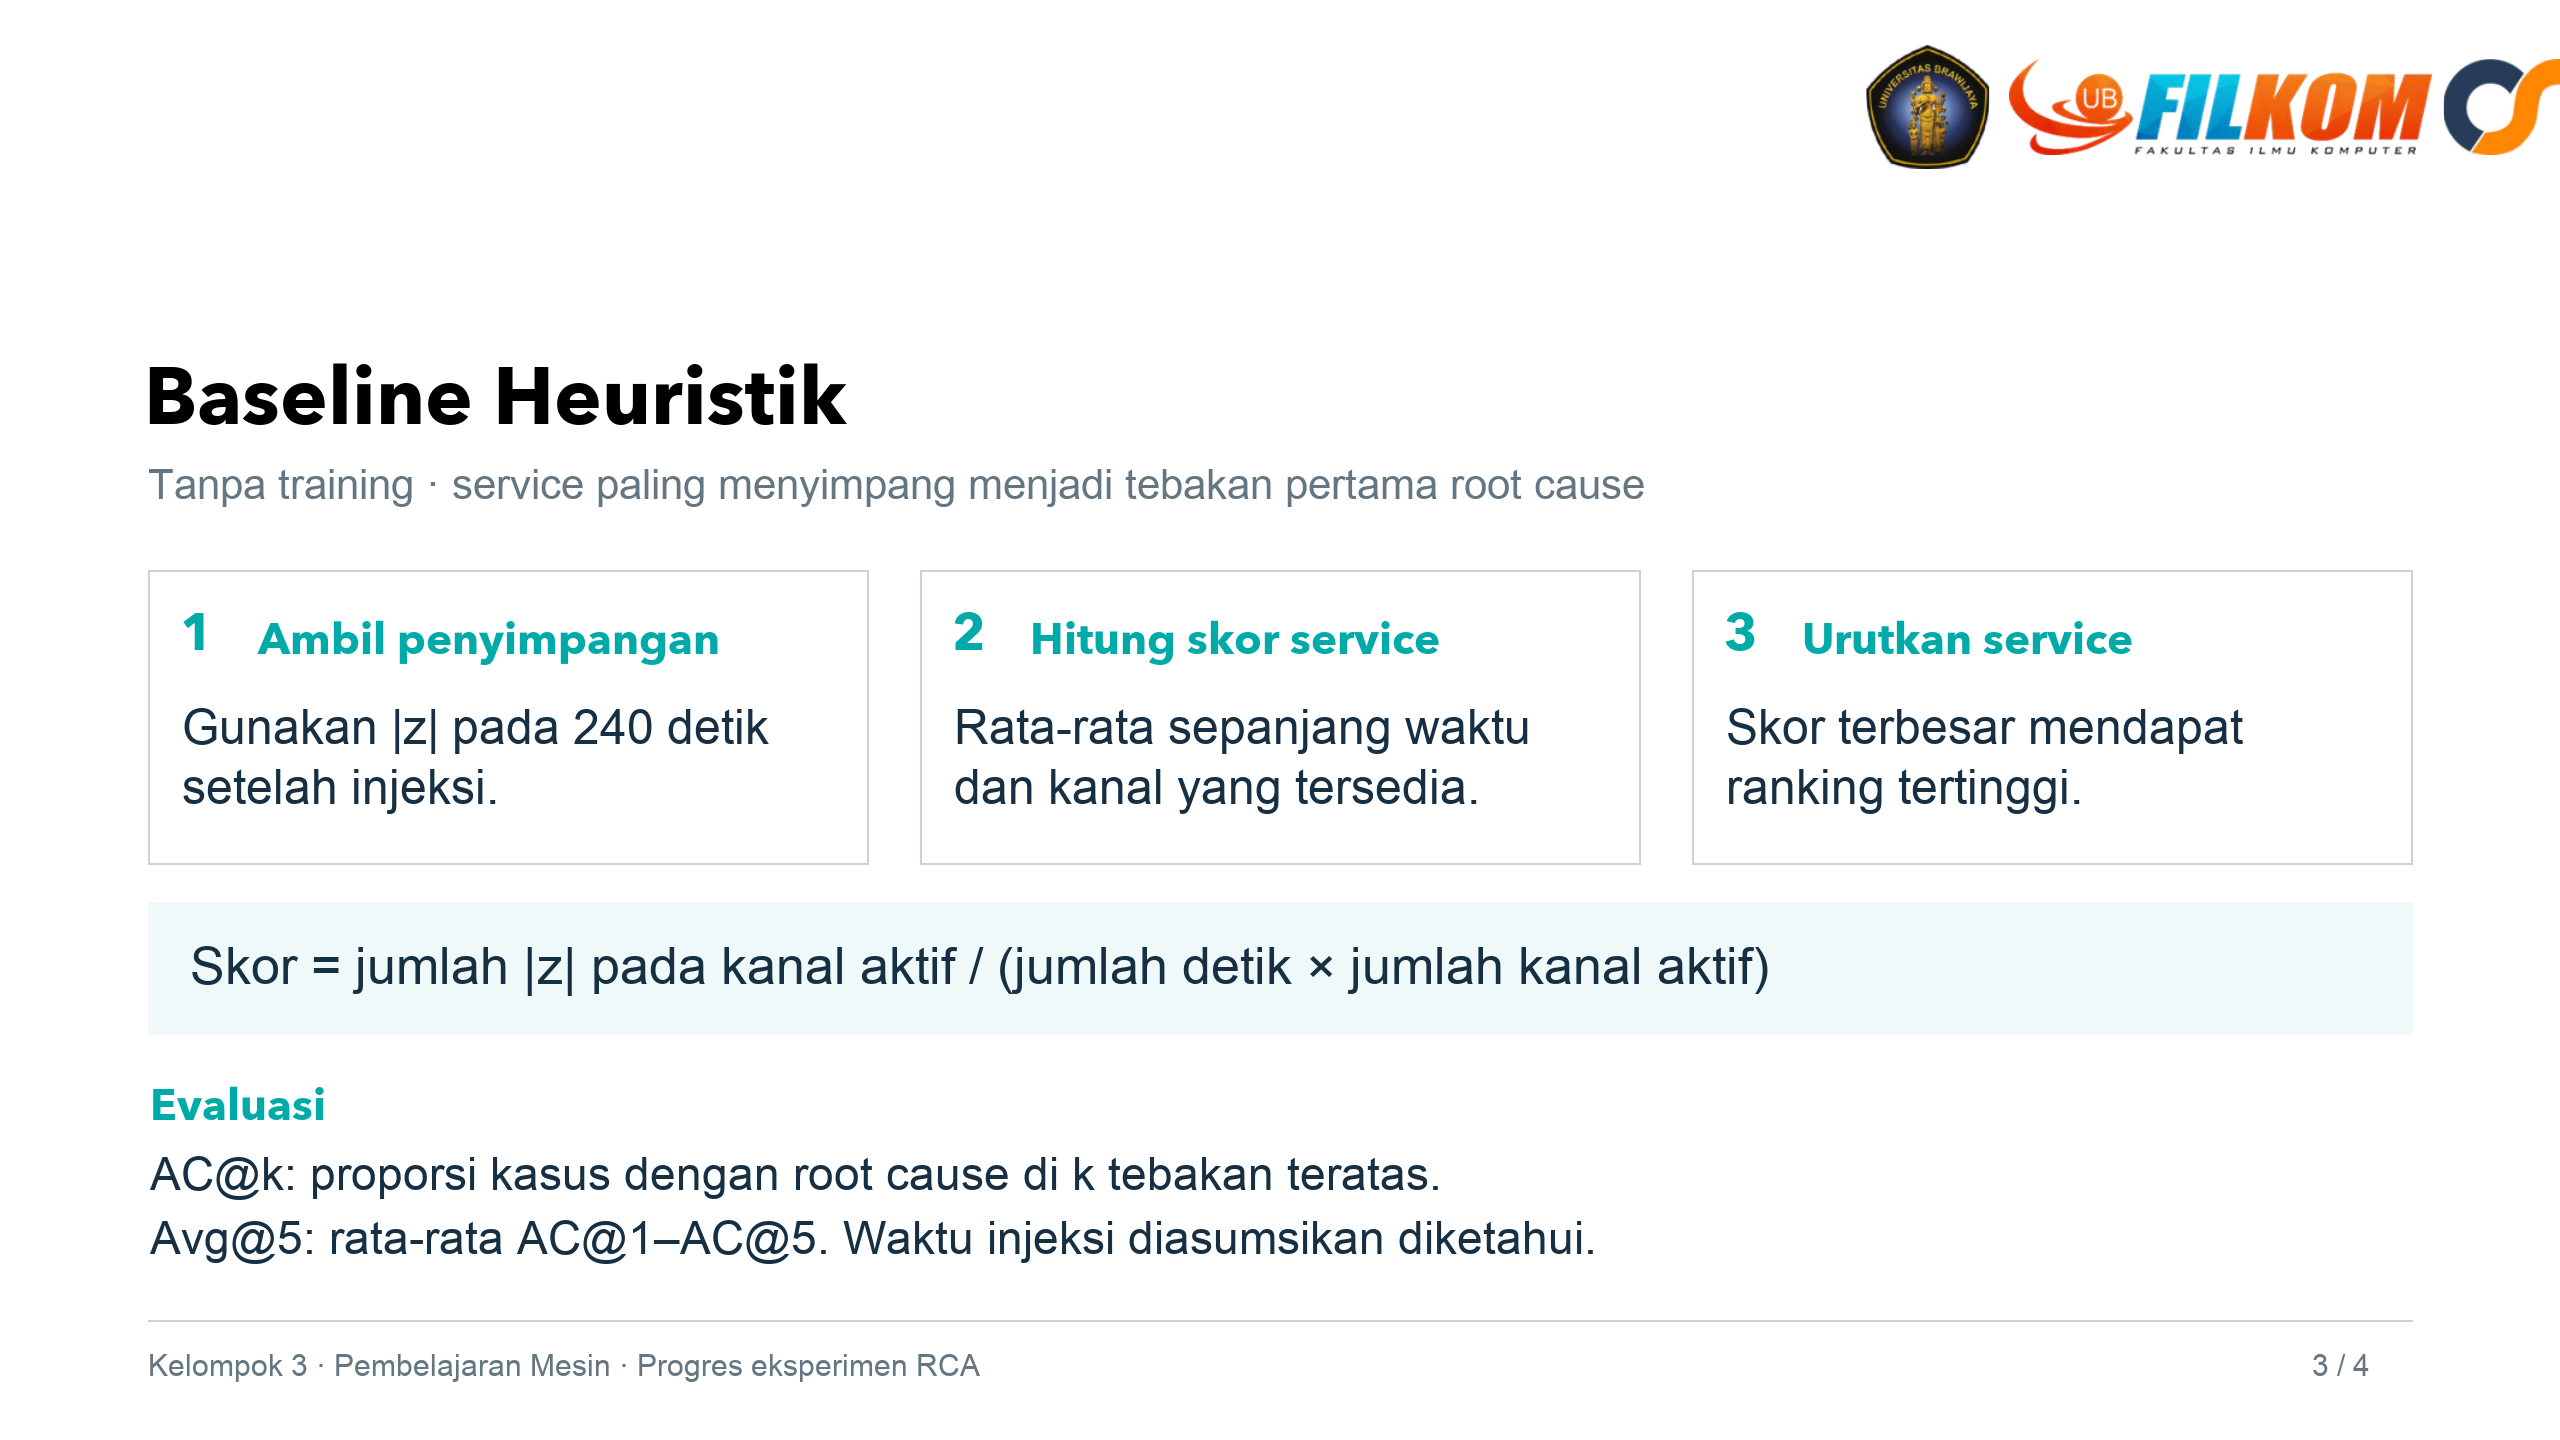 UNIVERSITAS BRAWIJAYA
UB FILKOM
FAKULTAS ILMU KOMPUTER
Baseline Heuristik
Tanpa training · service paling menyimpang menjadi tebakan pertama root cause
1 Ambil penyimpangan
Gunakan |z| pada 240 detik
setelah injeksi.
2 Hitung skor service
Rata-rata sepanjang waktu
dan kanal yang tersedia.
3 Urutkan service
Skor terbesar mendapat
ranking tertinggi.
Skor = jumlah |z| pada kanal aktif / (jumlah detik × jumlah kanal aktif)
Evaluasi
AC@k: proporsi kasus dengan root cause di k tebakan teratas.
Avg@5: rata-rata AC@1–AC@5. Waktu injeksi diasumsikan diketahui.
Kelompok 3 · Pembelajaran Mesin · Progres eksperimen RCA
3 / 4